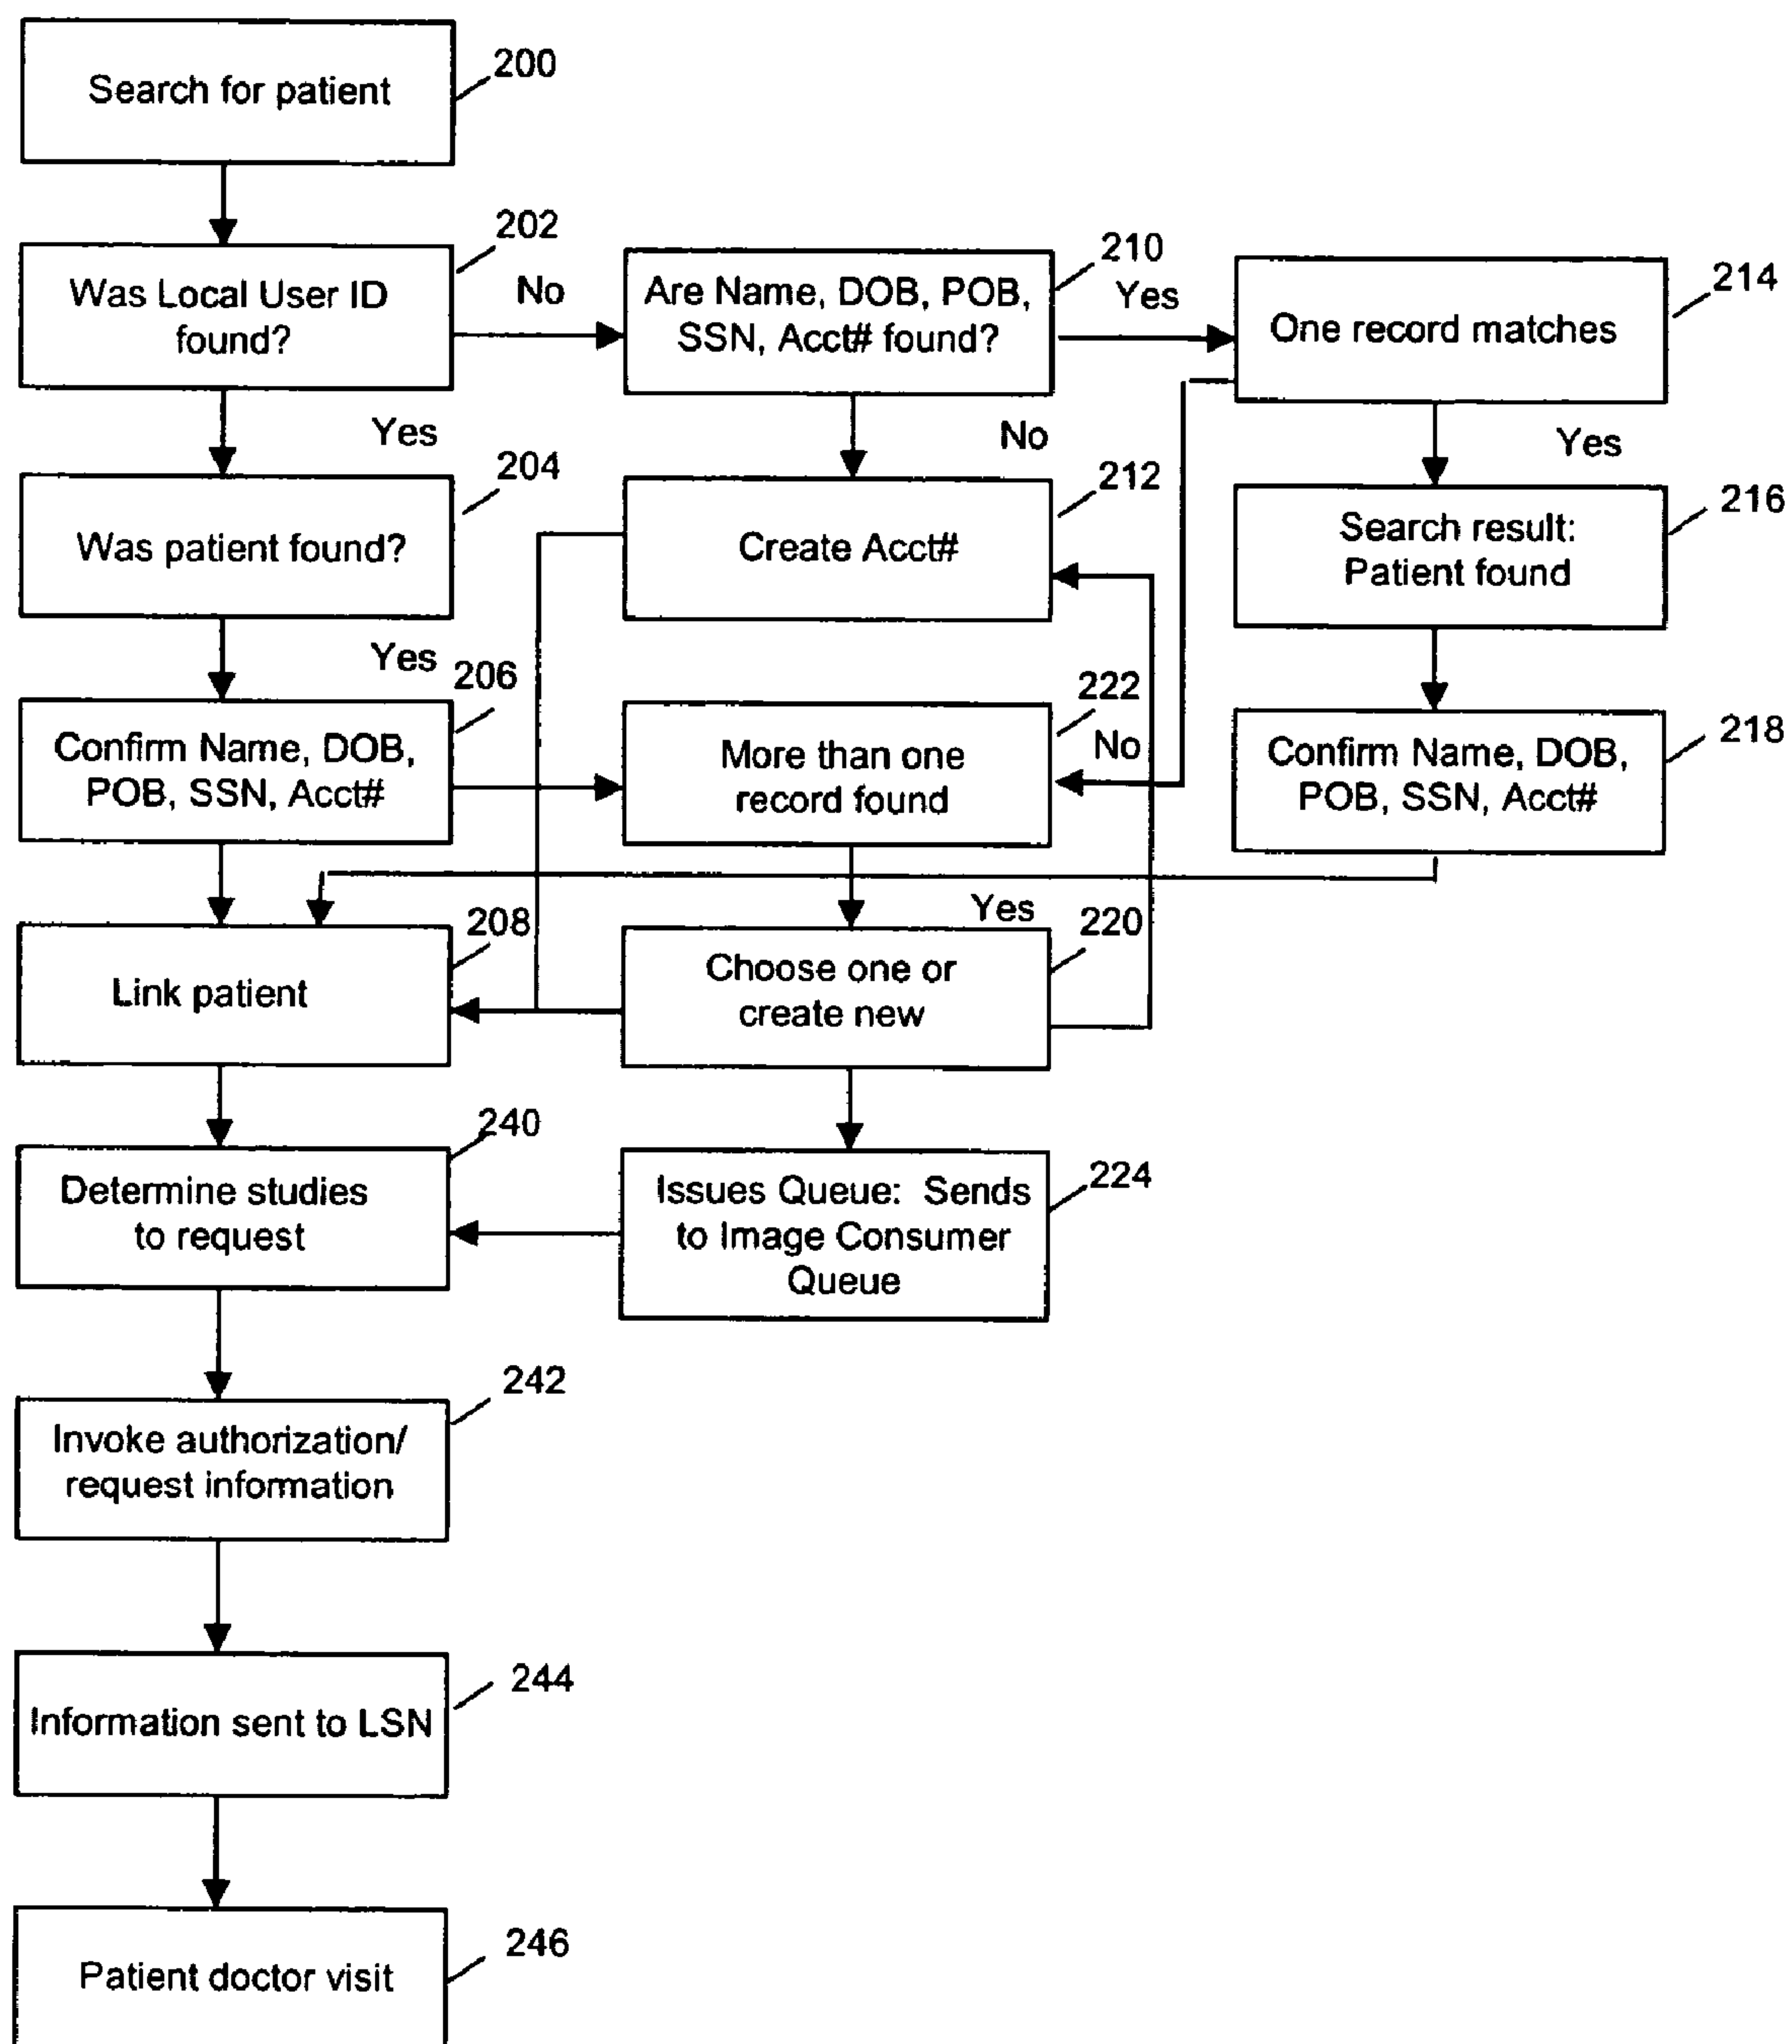 Search for patient
200
Was Local User ID
found?
202
No
Are Name, DOB, POB,
SSN, Acct# found?
210
Yes
One record matches
214
Yes
Was patient found?
204
No
Create Acct#
212
Yes
Search result:
Patient found
216
Yes
Confirm Name, DOB,
POB, SSN, Acct#
206
More than one
record found
222
No
Confirm Name, DOB,
POB, SSN, Acct#
218
Link patient
208
Yes
Choose one or
create new
220
Determine studies
to request
240
Issues Queue: Sends
to Image Consumer
Queue
224
Invoke authorization/
request information
242
Information sent to LSN
244
Patient doctor visit
246